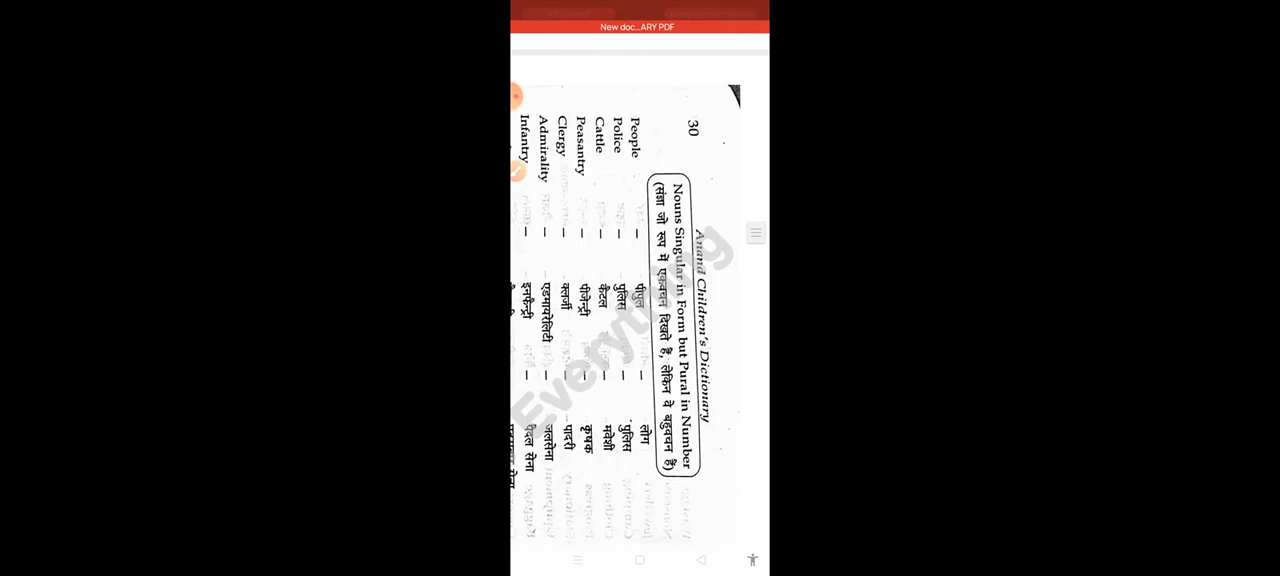 New doc...ARY PDF
30
Anand Children's Dictionary
Nouns Singular in Form but Pural in Number
(संज्ञा जो रूप में एकवचन दिखते हैं, लेकिन वे बहुवचन हैं)
People – पीपुल – लोग
Police – पुलिस – पुलिस
Cattle – कैटल – मवेशी
Peasantry – पीजेन्ट्री – कृषक
Clergy – क्लर्जी – पादरी
Admirality – एडमायरेलिटी – जलसेना
Infantry – इनफैन्ट्री – पैदल सेना
Everything